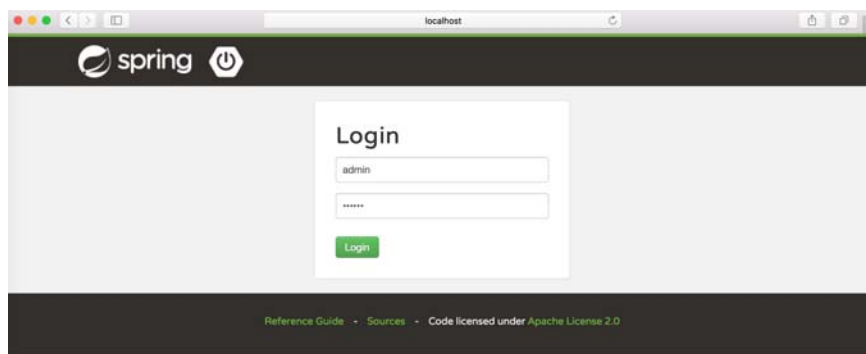 localhost
spring
Login
admin
••••••
Login
Reference Guide - Sources - Code licensed under Apache License 2.0